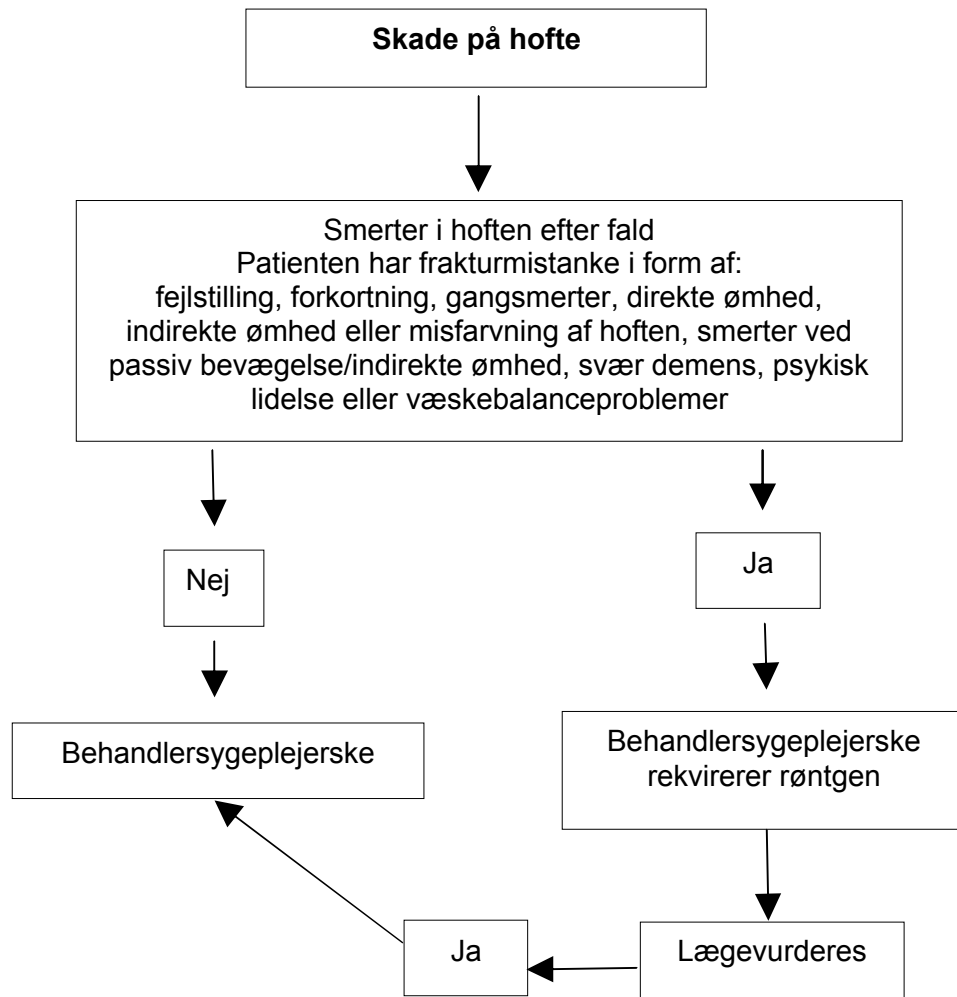 Skade på hofte
Smerter i hoften efter fald
Patienten har frakturmistanke i form af:
fejlstilling, forkortning, gangsmerter, direkte ømhed,
indirekte ømhed eller misfarvning af hoften, smerter ved
passiv bevægelse/indirekte ømhed, svær demens, psykisk
lidelse eller væskebalanceproblemer
Nej
Ja
Behandlersygeplejerske
Behandlersygeplejerske
rekvirerer røntgen
Ja
Lægevurderes